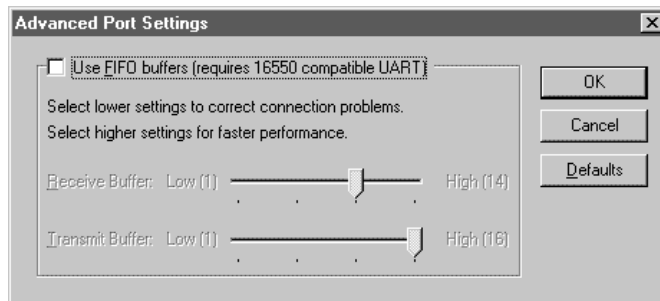 Advanced Port Settings
Use FIFO buffers (requires 16550 compatible UART)
Select lower settings to correct connection problems.
Select higher settings for faster performance.
Receive Buffer: Low (1) High (14)
Transmit Buffer: Low (1) High (16)
OK
Cancel
Defaults